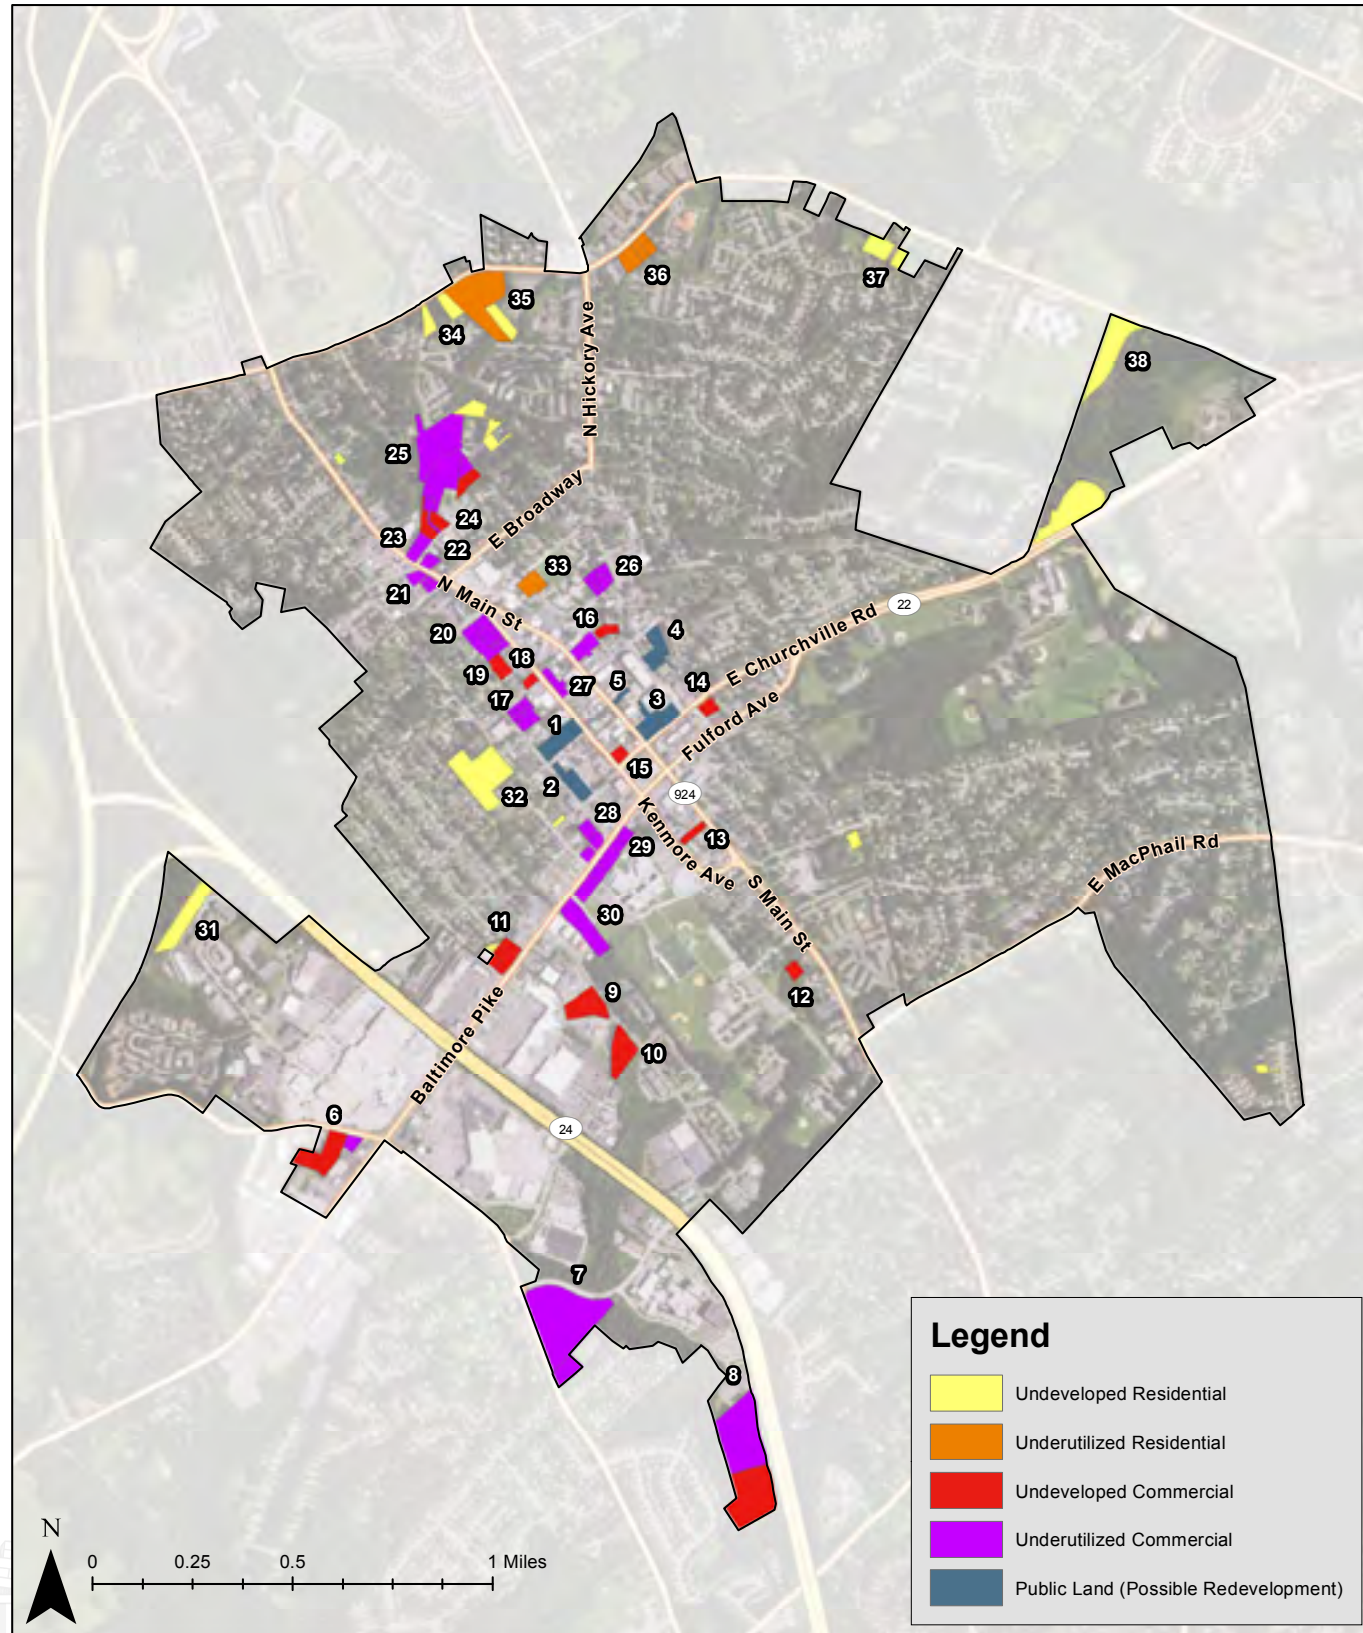 36
37
35
34
38
N Hickory Ave
25
24
E Broadway
23
22
33
26
21
N Main St
22
16
4
20
E Churchville Rd
18
19
27
5
14
17
3
1
Fulford Ave
15
2
924
32
28
Kenmore Ave
13
29
E MacPhail Rd
S Main St
30
31
11
12
9
10
Baltimore Pike
6
24
7
8
Legend
Undeveloped Residential
Underutilized Residential
Undeveloped Commercial
Underutilized Commercial
Public Land (Possible Redevelopment)
N
0 0.25 0.5 1 Miles